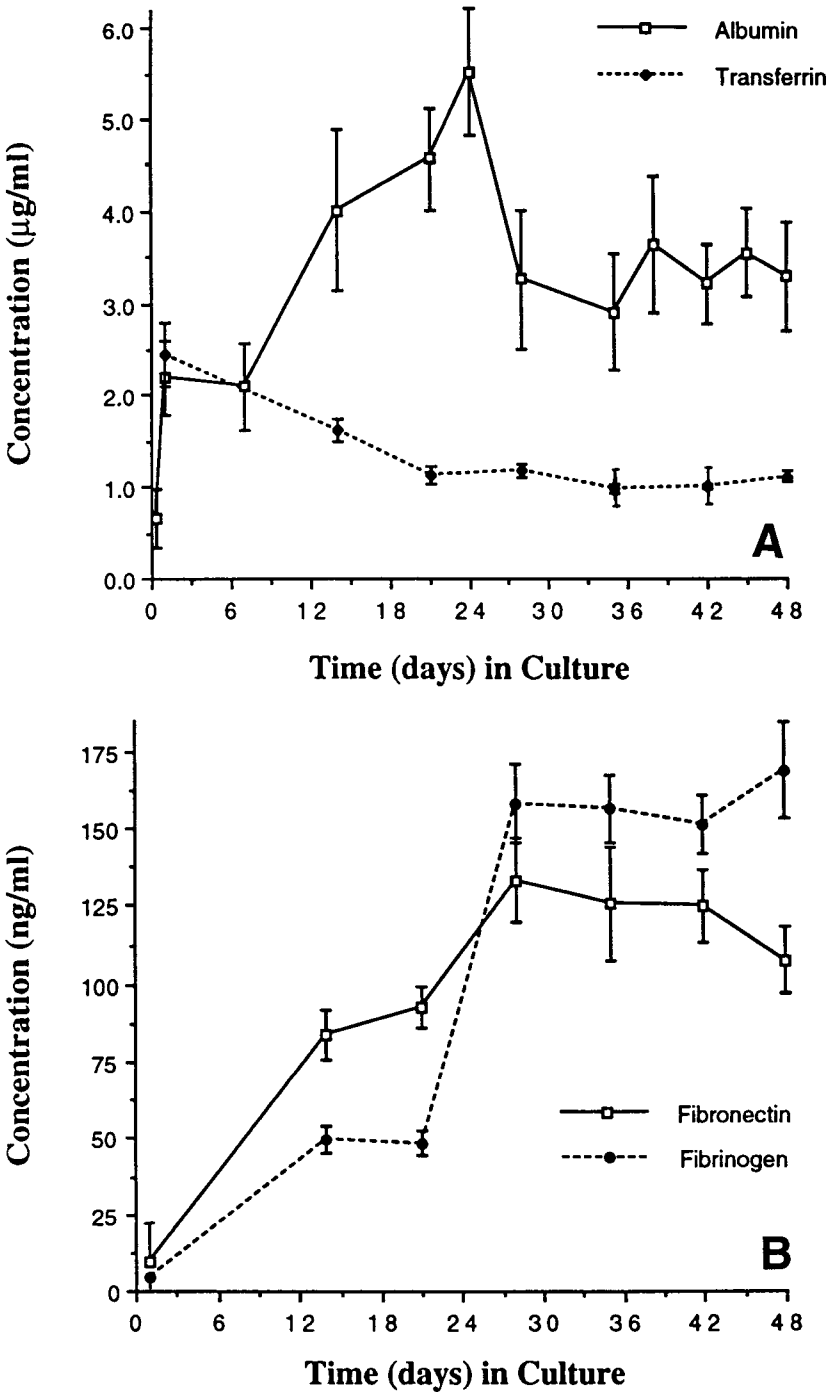 6.0
5.0
4.0
3.0
2.0
1.0
0.0
Concentration (µg/ml)
Albumin
Transferrin
A
0 6 12 18 24 30 36 42 48
Time (days) in Culture
175
150
125
100
75
50
25
0
Concentration (ng/ml)
Fibronectin
Fibrinogen
B
0 6 12 18 24 30 36 42 48
Time (days) in Culture